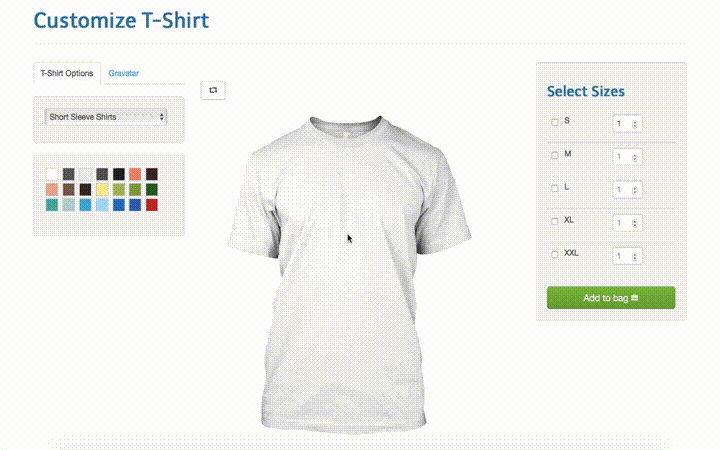 Customize T-Shirt
T-Shirt Options
Gravatar
Short Sleeve Shirts
Select Sizes
S 1
M 1
L 1
XL 1
XXL 1
Add to bag